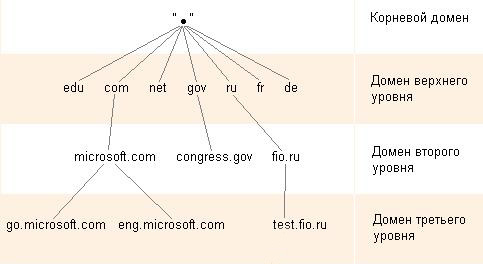 " . "
Корневой домен
edu com net gov ru fr de
Домен верхнего
уровня
microsoft.com congress.gov fio.ru
Домен второго
уровня
go.microsoft.com eng.microsoft.com test.fio.ru
Домен третьего
уровня